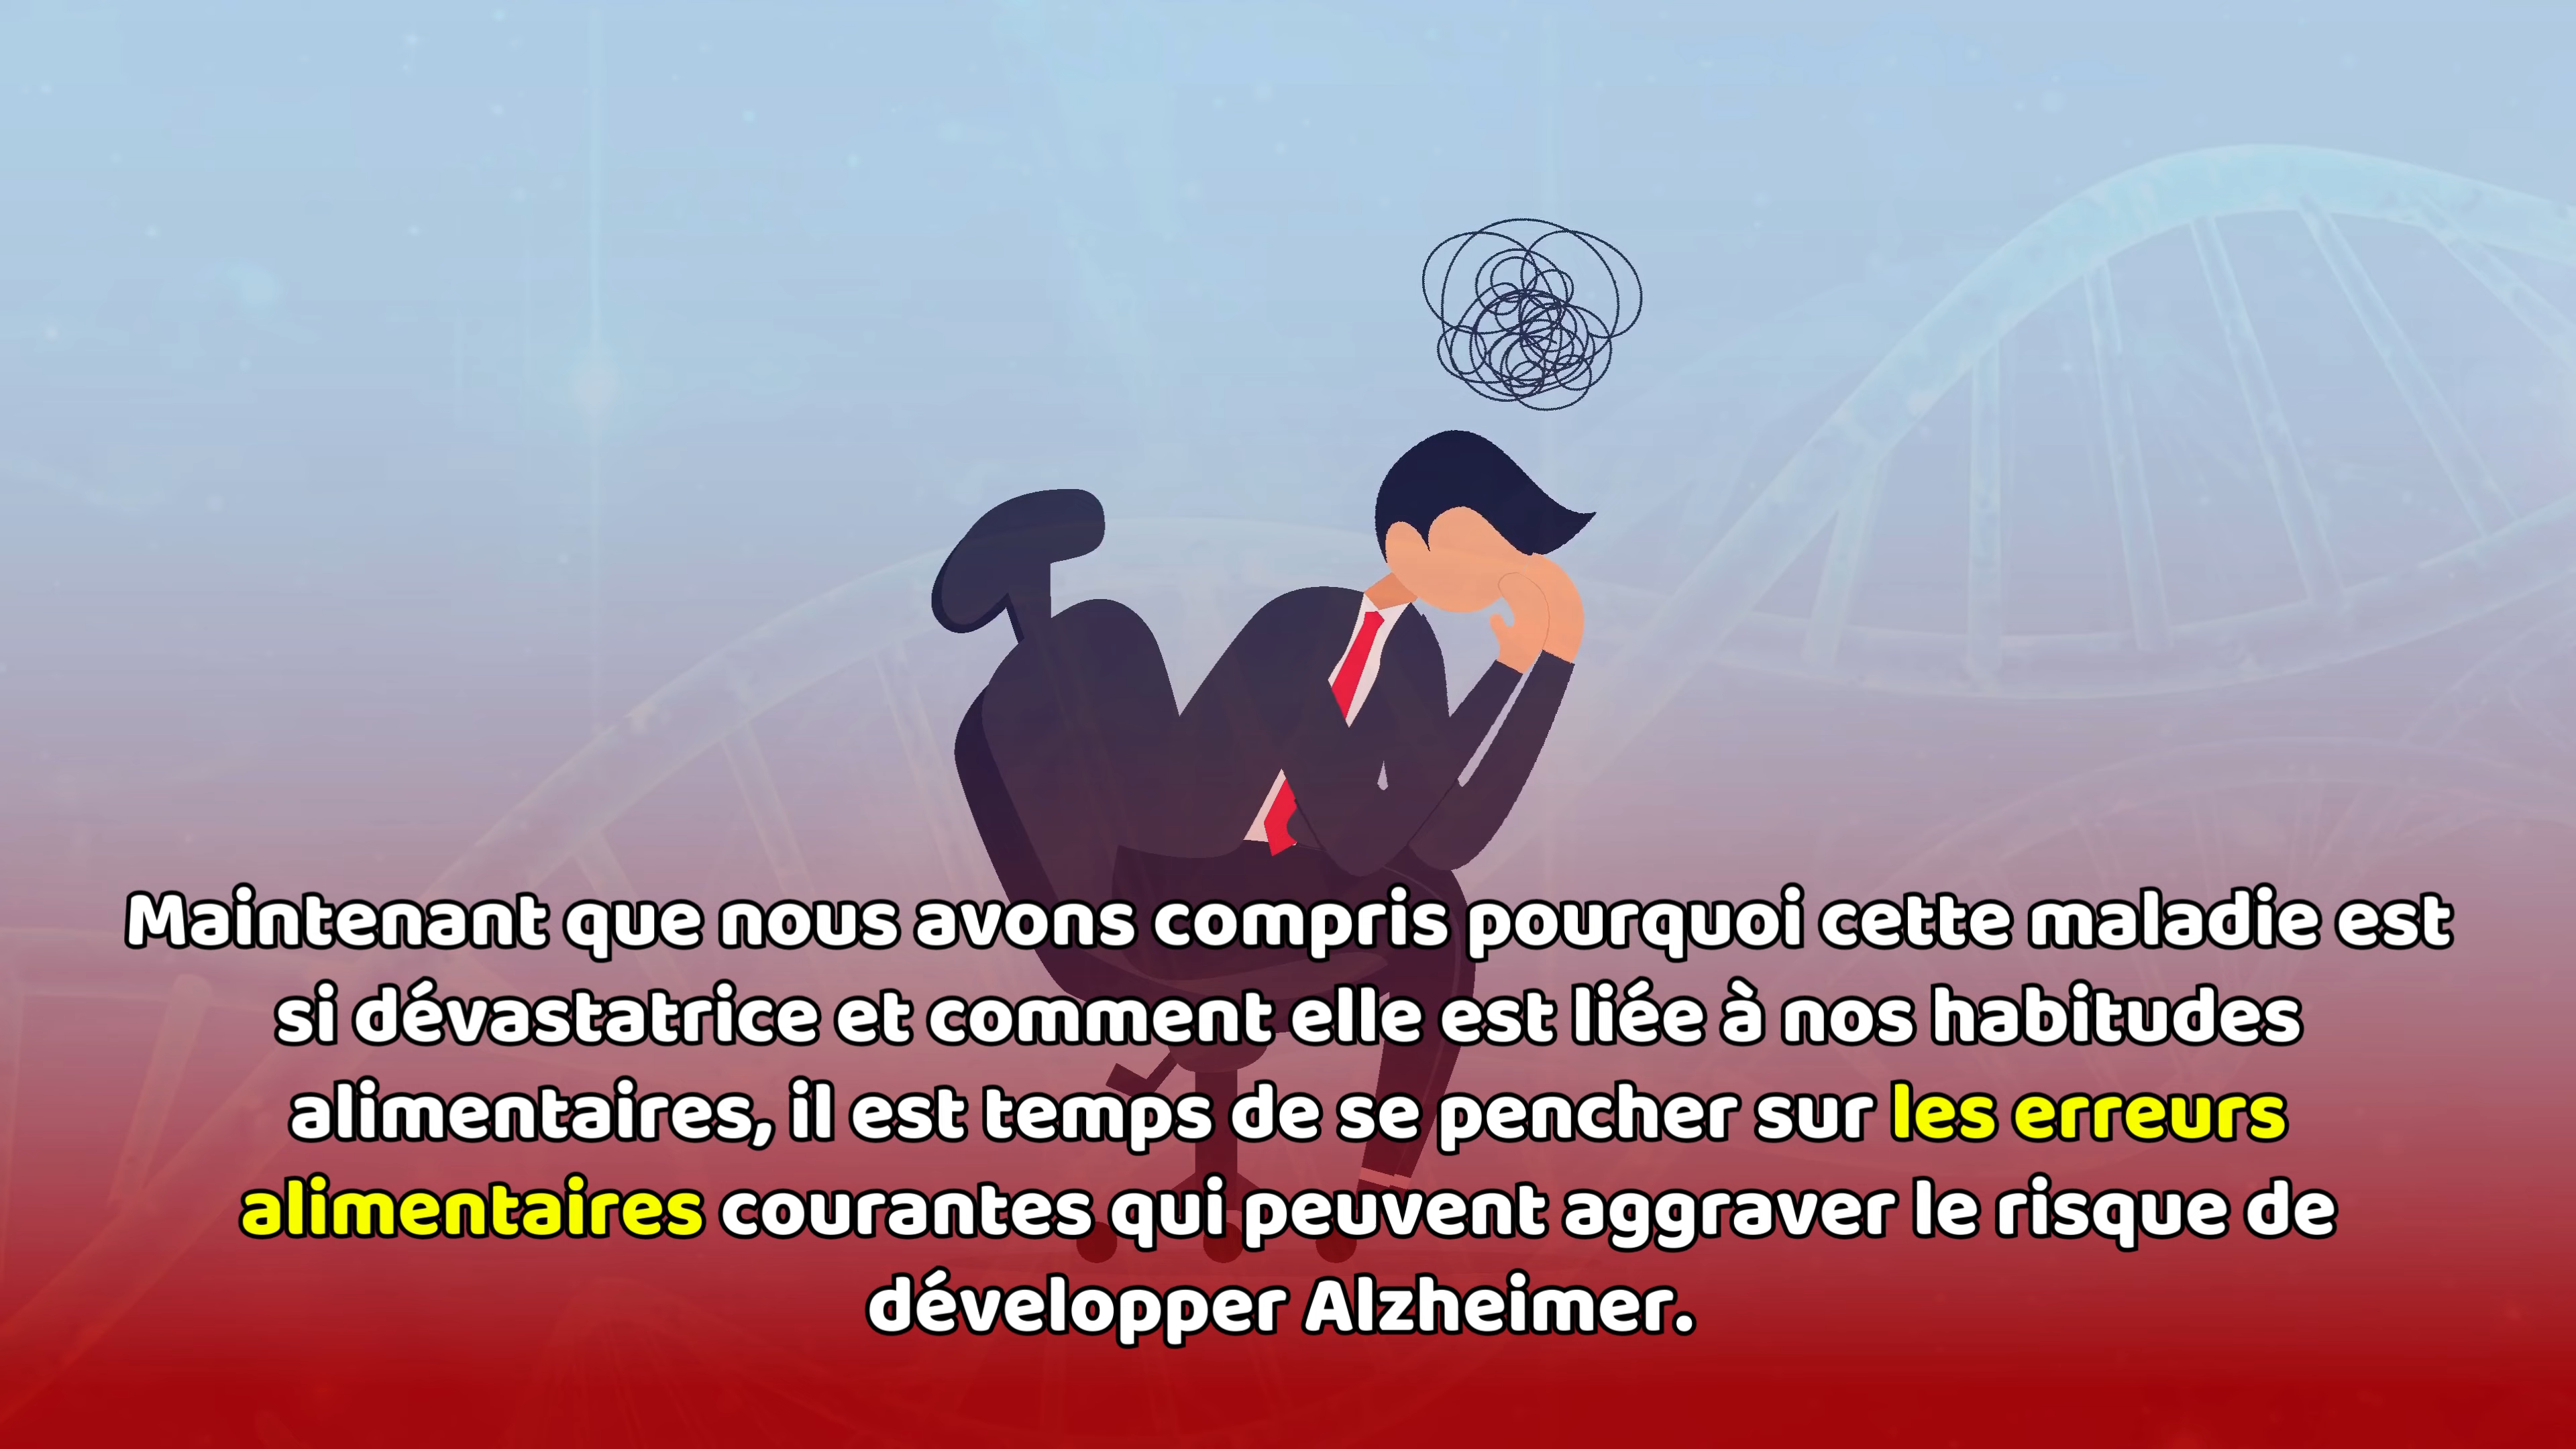 Maintenant que nous avons compris pourquoi cette maladie est
si dévastatrice et comment elle est liée à nos habitudes
alimentaires, il est temps de se pencher sur les erreurs
alimentaires courantes qui peuvent aggraver le risque de
développer Alzheimer.